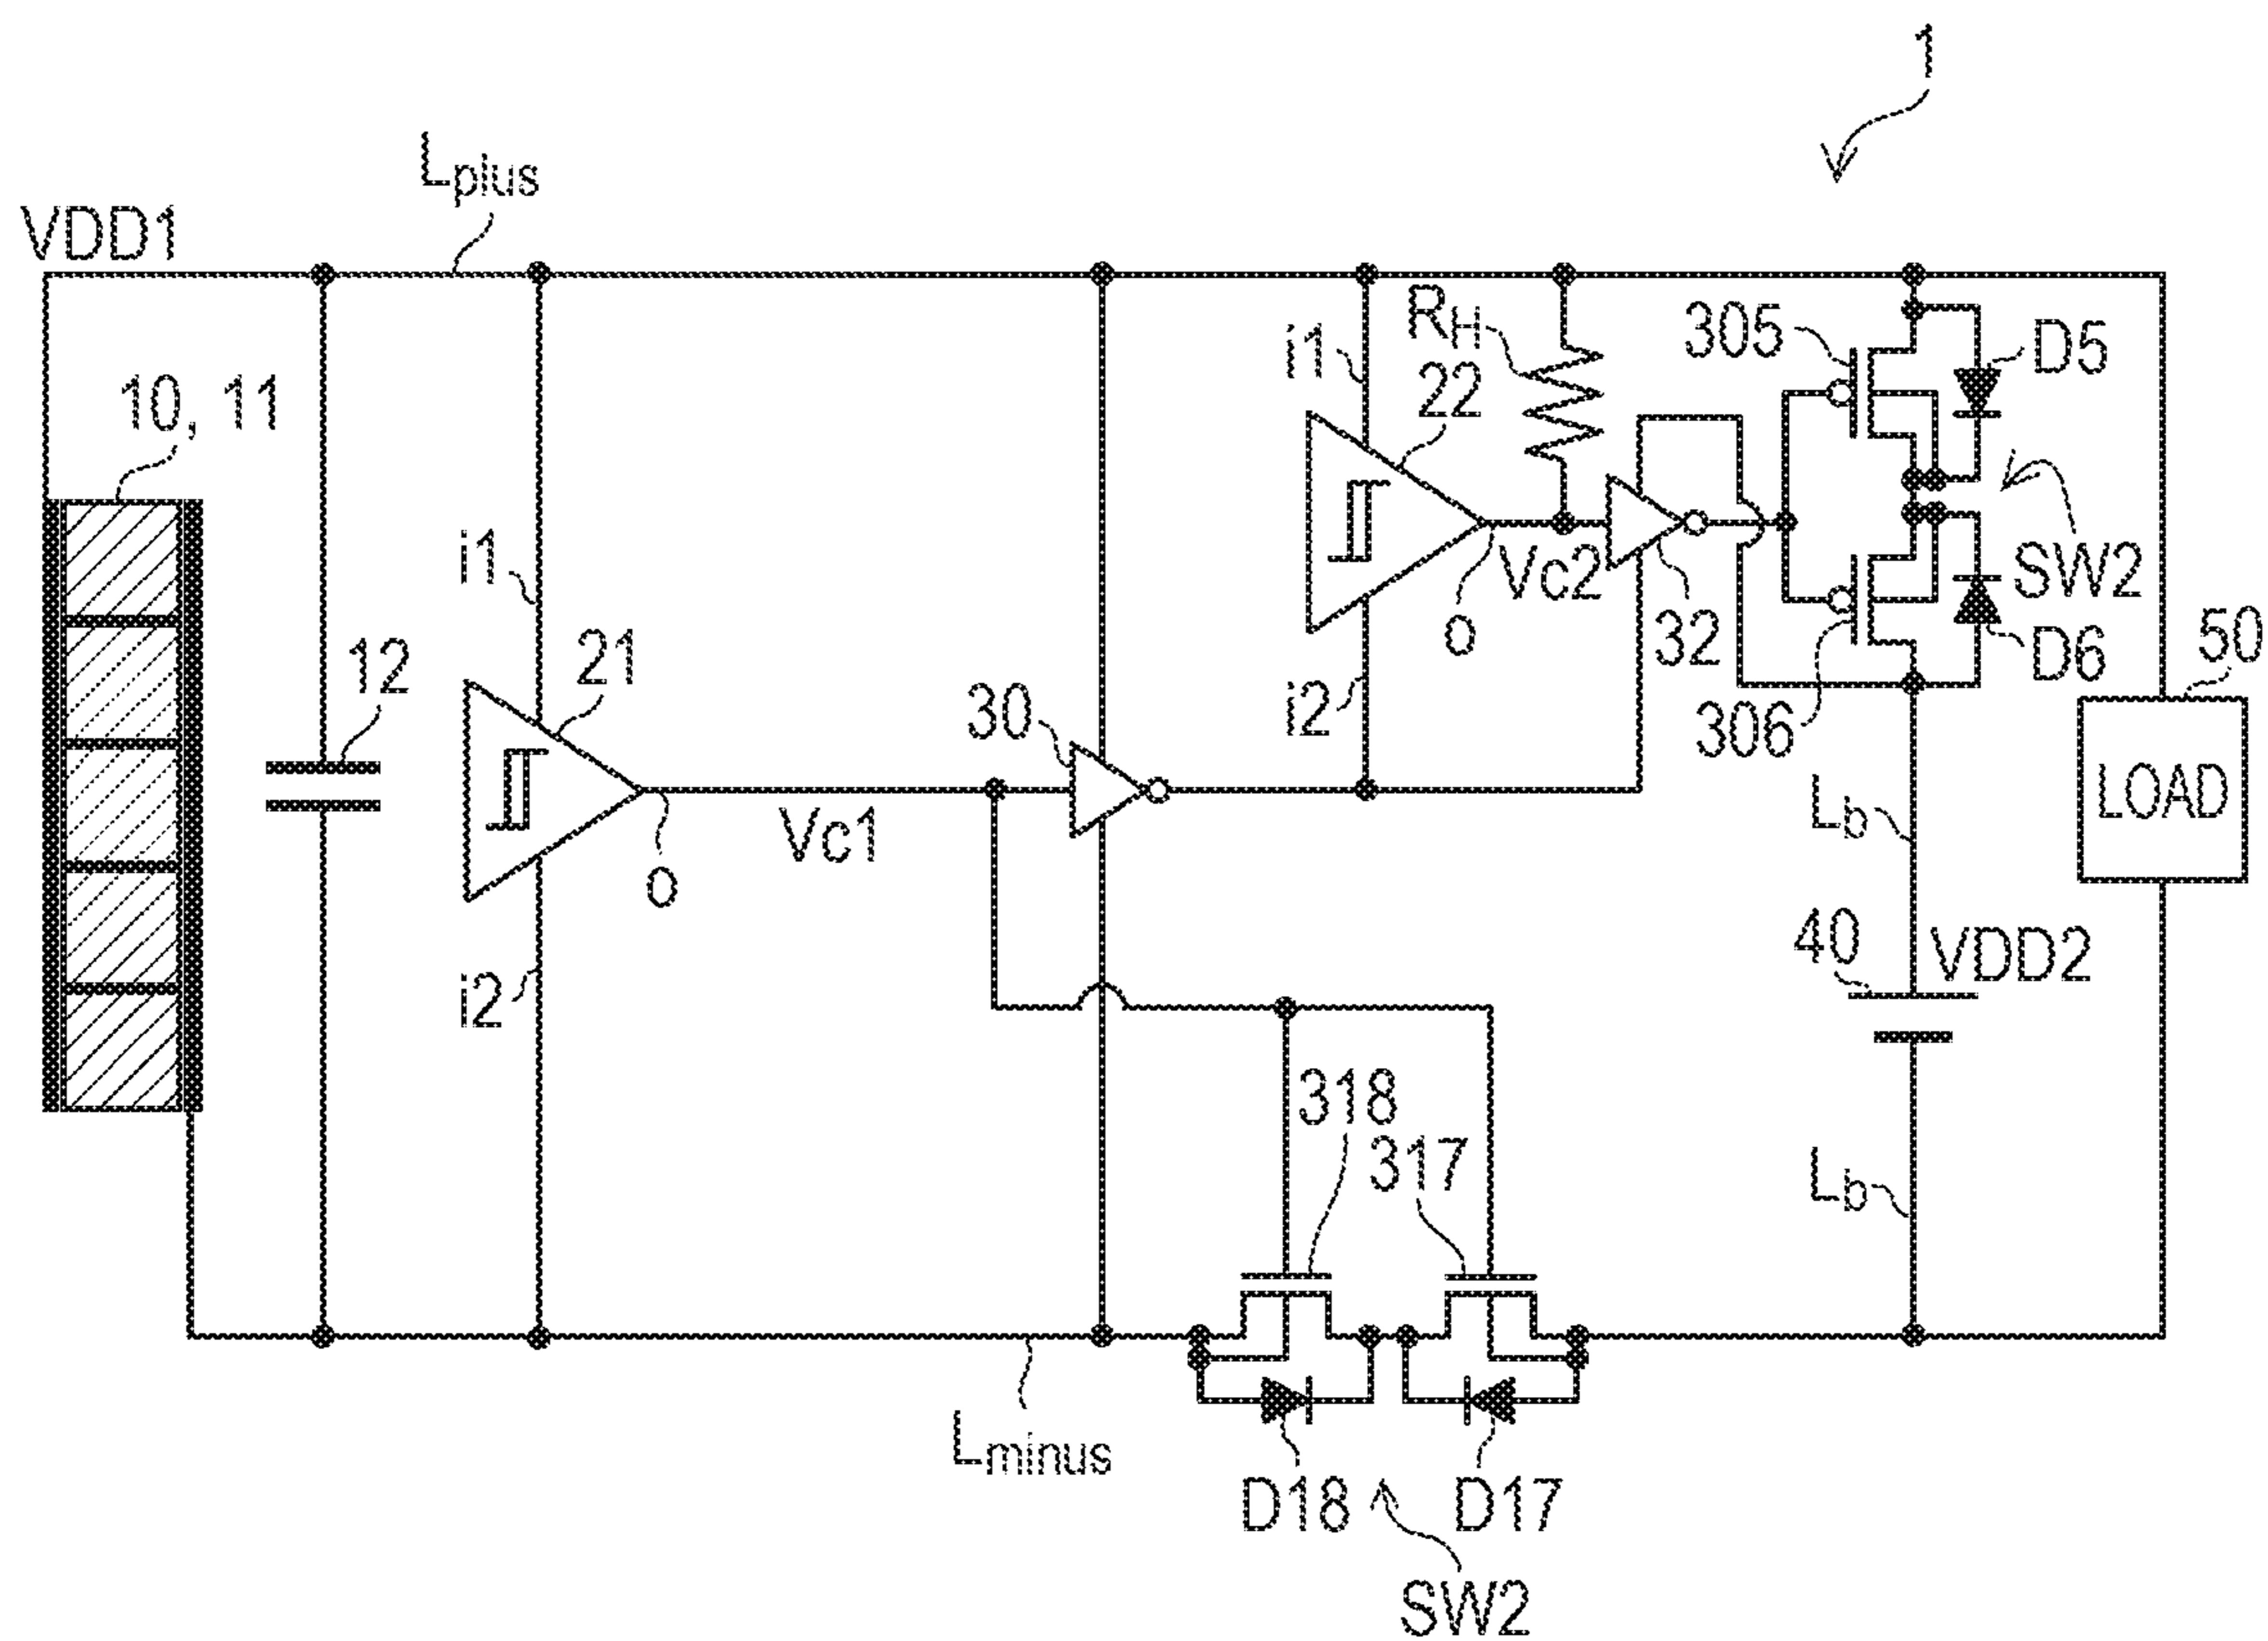 1
Lplus
VDD1
RH
305
D5
i1
22
10, 11
i1
21
12
30
i2
o
Vc2
32
SW2
D6
306
50
LOAD
Vc1
o
Lb
i2
40
VDD2
318
317
Lb
Lminus
D18
D17
SW2